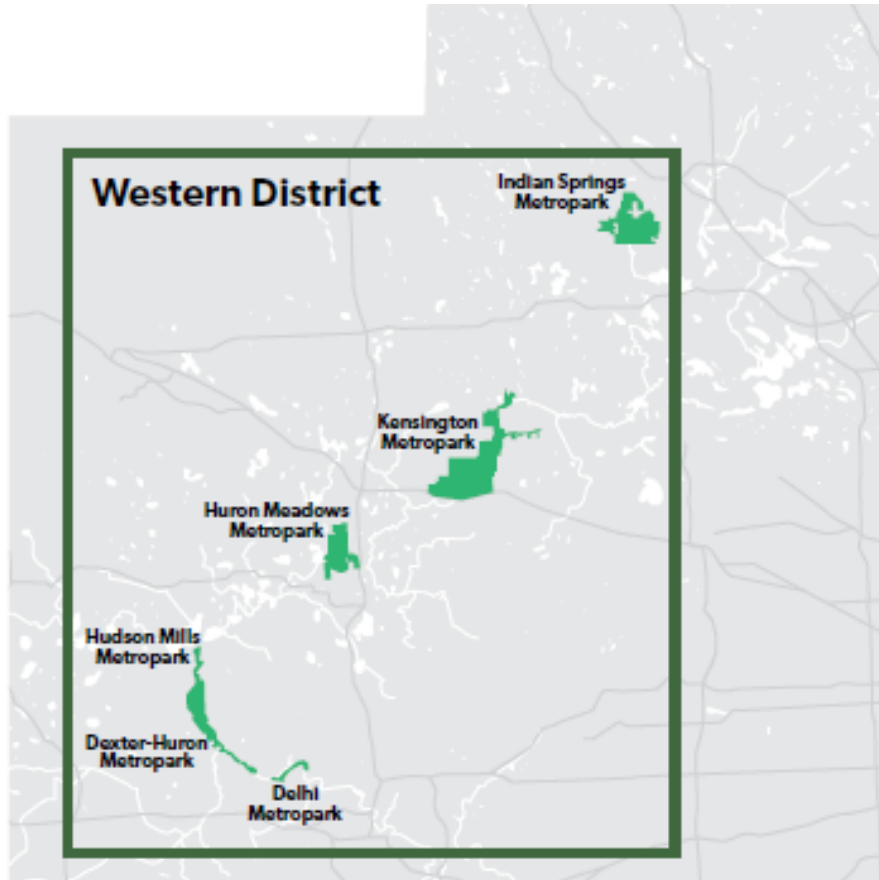 Western District
Indian Springs
Metropark
Kensington
Metropark
Huron Meadows
Metropark
Hudson Mills
Metropark
Dexter-Huron
Metropark
Delhi
Metropark